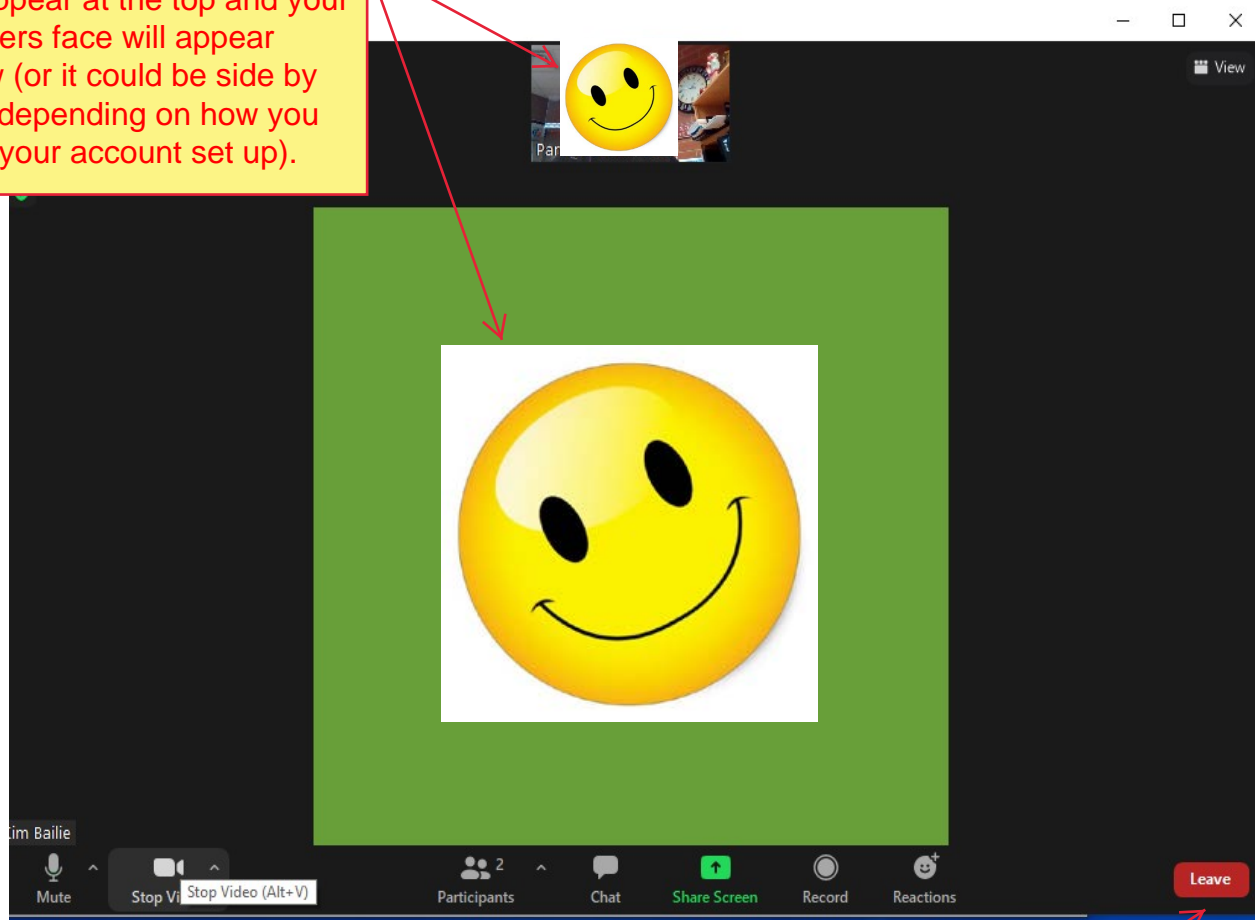 appear at the top and your
ers face will appear
(or it could be side by
depending on how you
your account set up).
View
Par
im Bailie
2
Mute
Stop Vi
Stop Video (Alt+V)
Participants
Chat
Share Screen
Record
Reactions
Leave